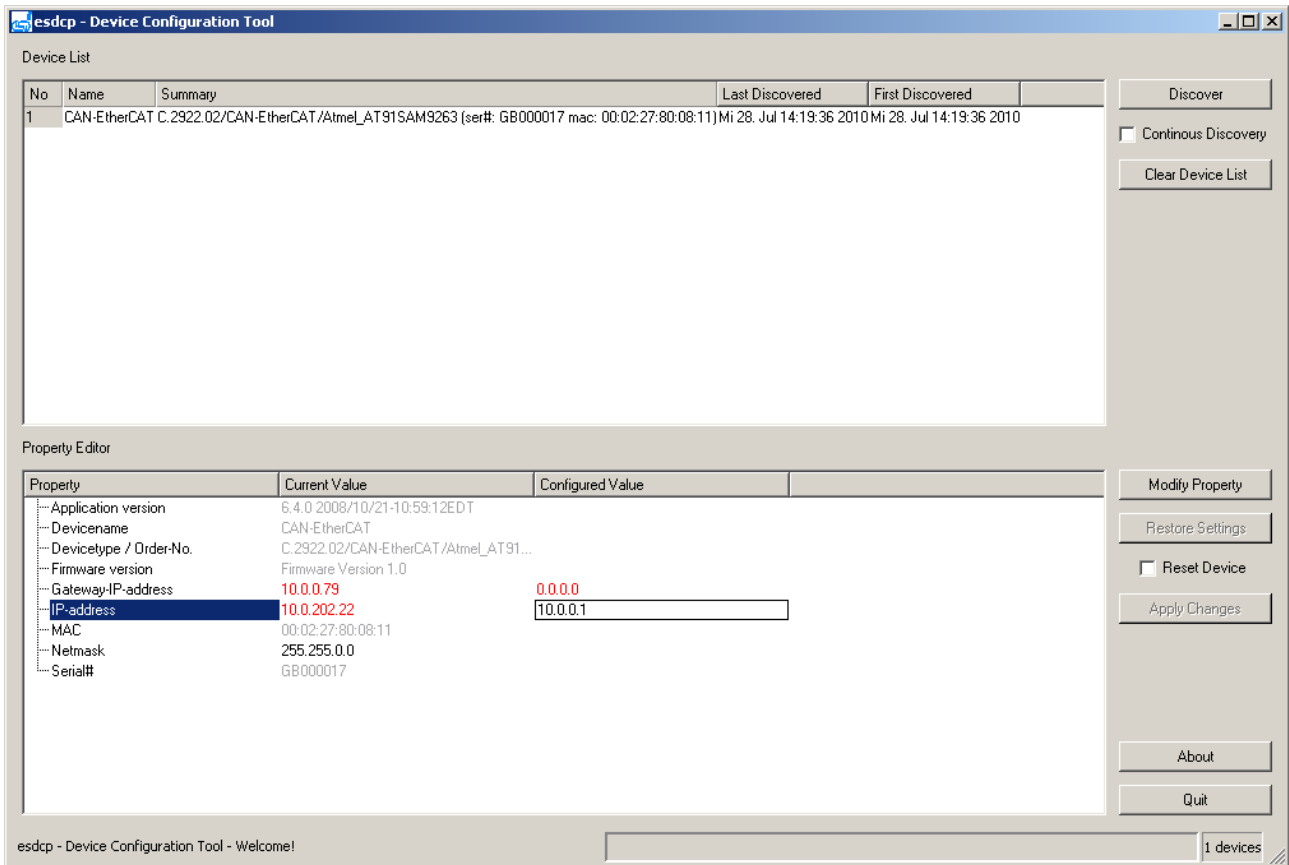 esdcp - Device Configuration Tool
Device List
No Name Summary Last Discovered First Discovered
1 CAN-EtherCAT C.2922.02/CAN-EtherCAT/Atmel_AT91SAM9263 (ser#: GB000017 mac: 00:02:27:80:08:11) Mi 28. Jul 14:19:36 2010 Mi 28. Jul 14:19:36 2010
Discover
Continous Discovery
Clear Device List
Property Editor
Property Current Value Configured Value
Application version 6.4.0 2008/10/21-10:59:12EDT
Devicename CAN-EtherCAT
Devicetype / Order-No. C.2922.02/CAN-EtherCAT/Atmel_AT91...
Firmware version Firmware Version 1.0
Gateway-IP-address 10.0.0.79 0.0.0.0
IP-address 10.0.202.22 10.0.0.1
MAC 00:02:27:80:08:11
Netmask 255.255.0.0
Serial# GB000017
Modify Property
Restore Settings
Reset Device
Apply Changes
About
Quit
esdcp - Device Configuration Tool - Welcome! 1 devices